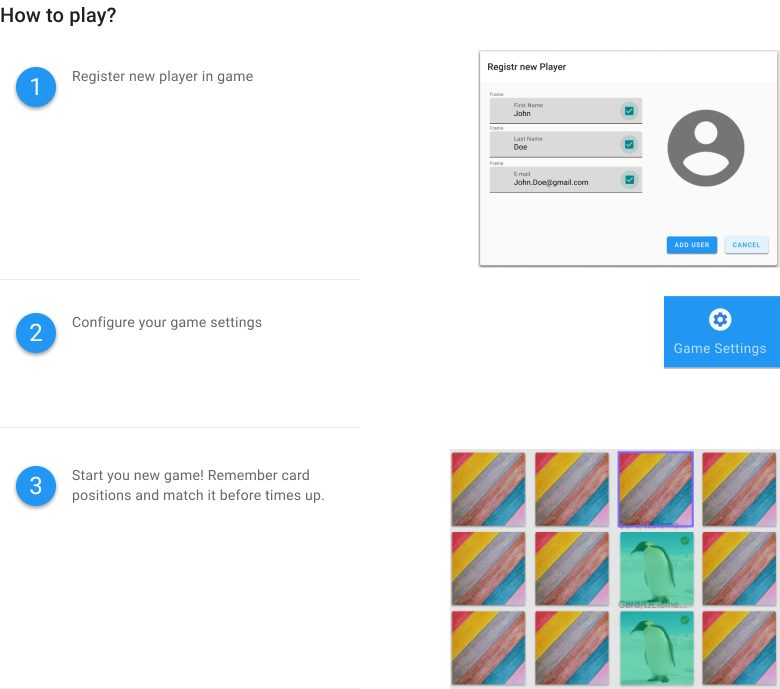 How to play?
1
Register new player in game
Registr new Player
Frame
First Name
John
Frame
Last Name
Doe
Frame
E-mail
John.Doe@gmail.com
ADD USER
CANCEL
2
Configure your game settings
Game Settings
3
Start you new game! Remember card
positions and match it before times up.